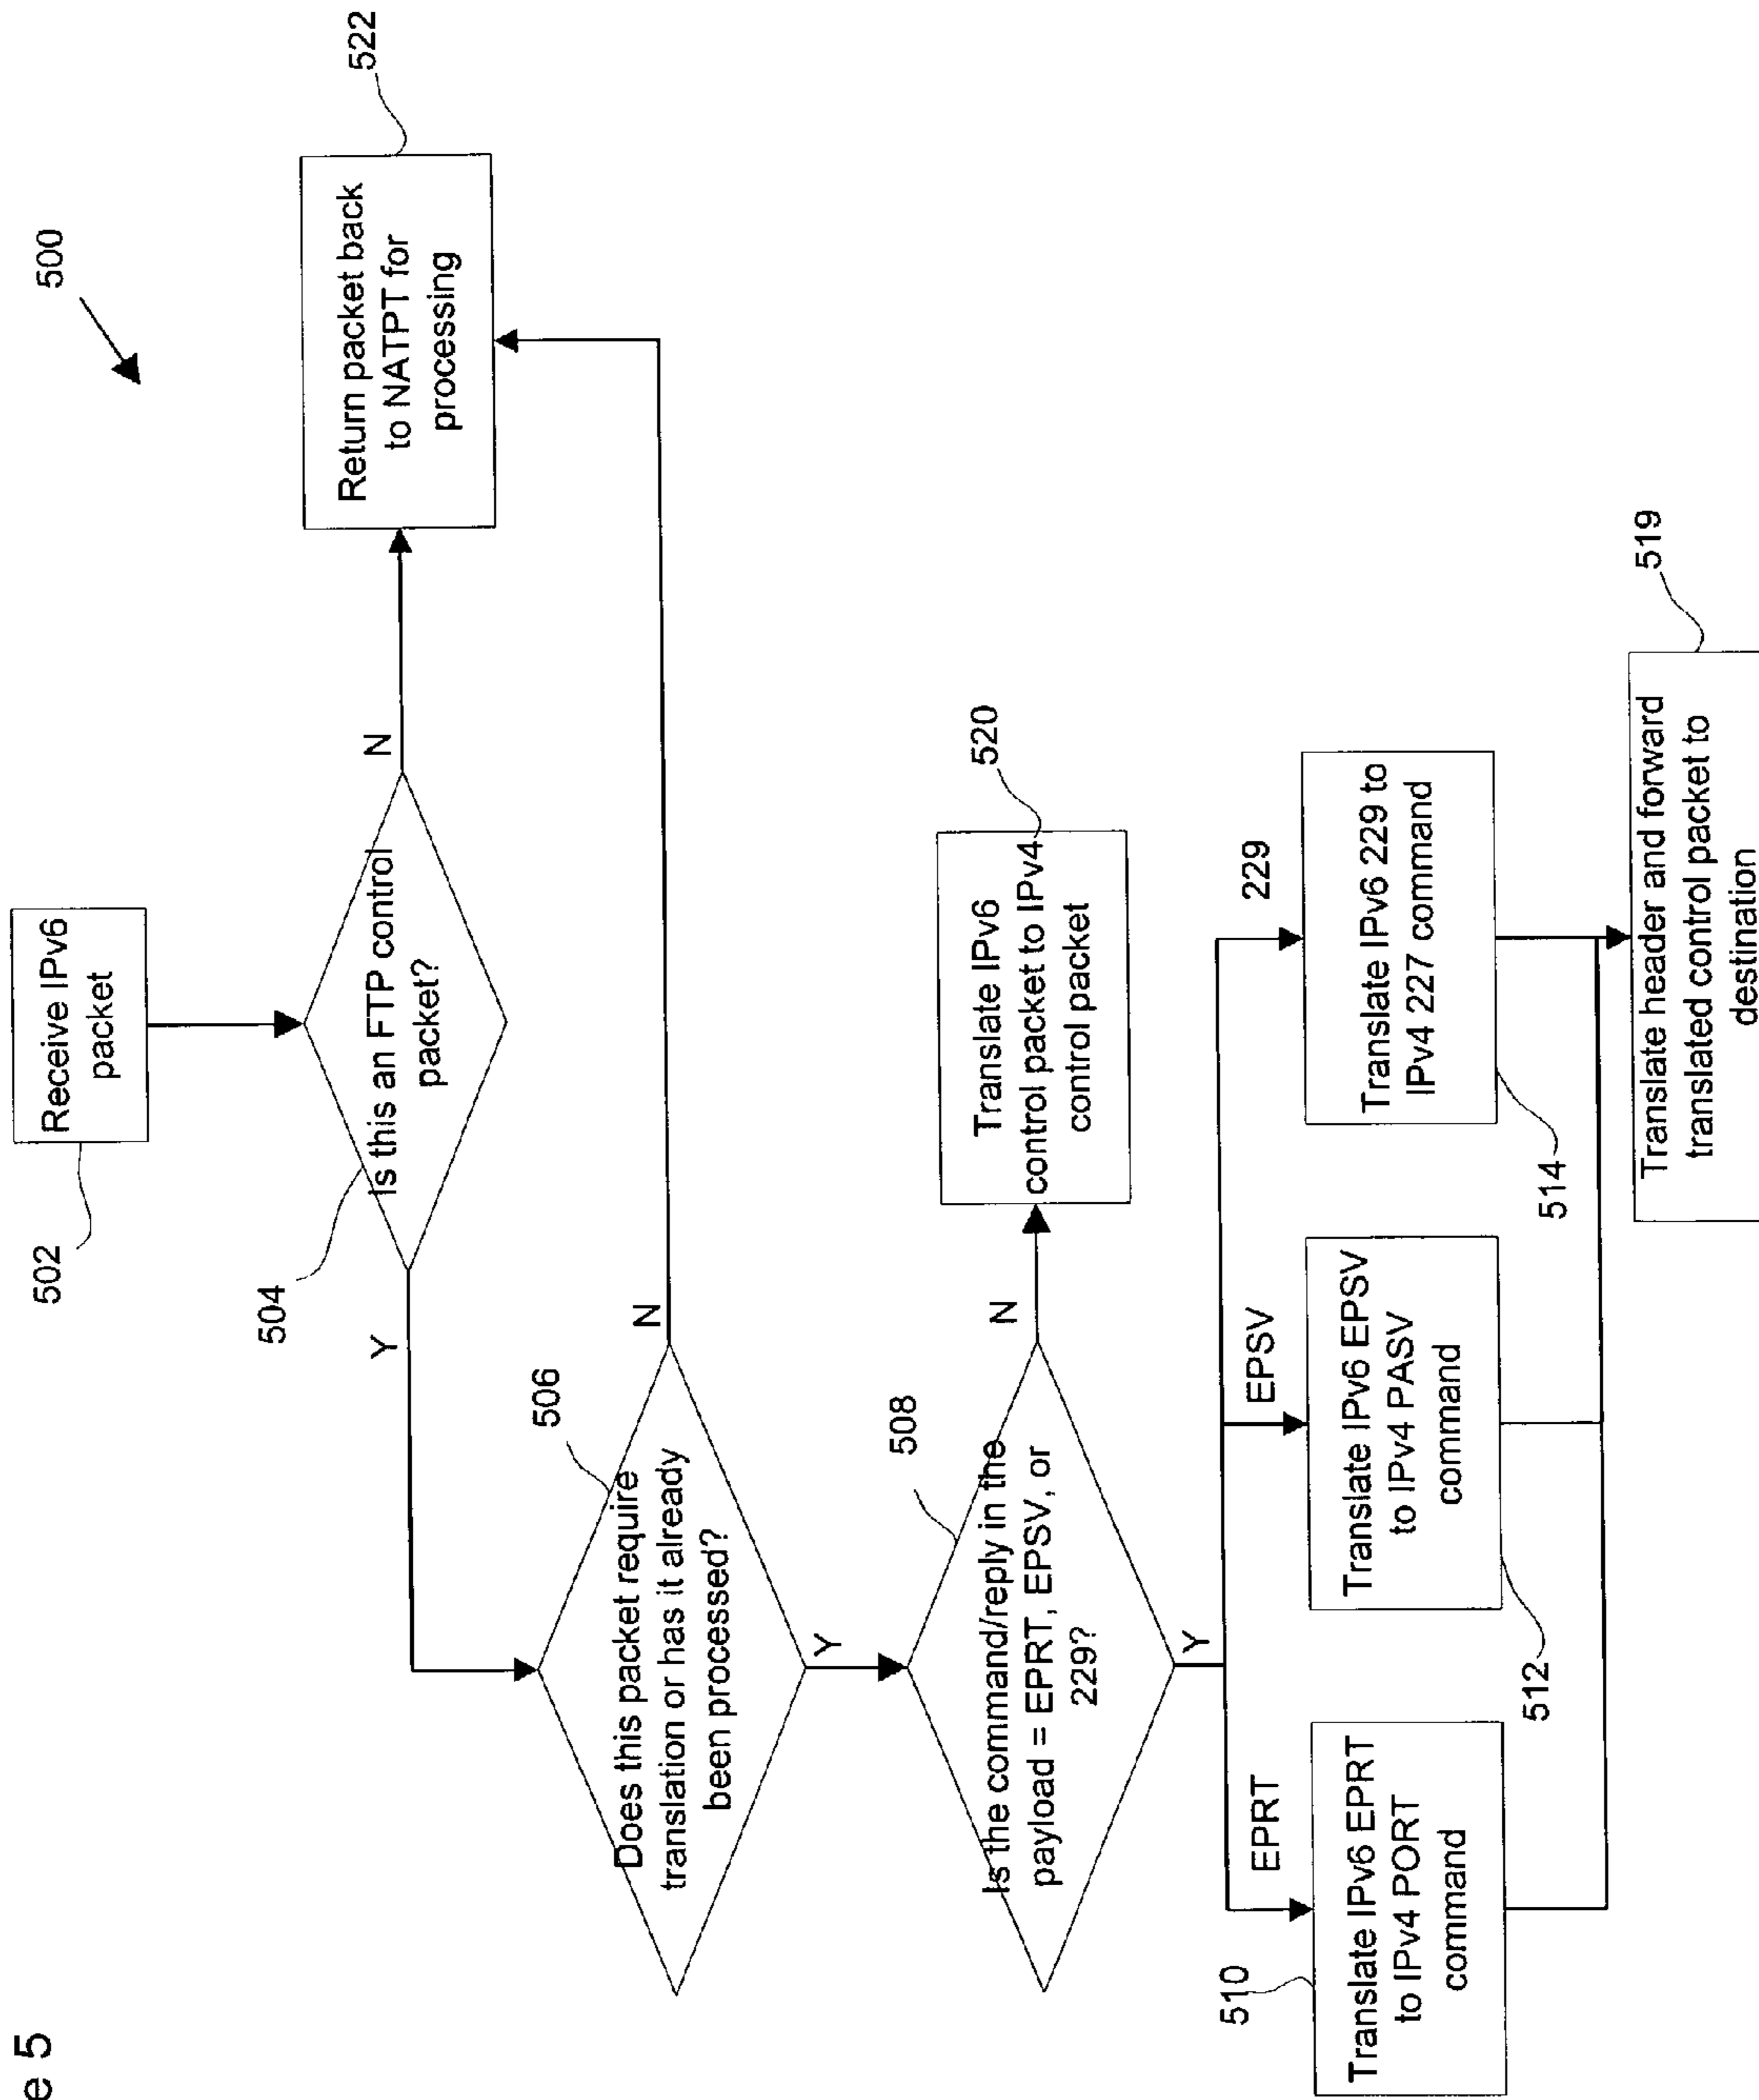 e 5
500
502
Receive IPv6
packet
504
Is this an FTP control
packet?
N
Y
522
Return packet back
to NATPT for
processing
506
Does this packet require
translation or has it already
been processed?
N
Y
508
Is the command/reply in the
payload = EPRT, EPSV, or
229?
N
Y
520
Translate IPv6
control packet to IPv4
control packet
EPRT
EPSV
229
510
Translate IPv6 EPRT
to IPv4 PORT
command
512
Translate IPv6 EPSV
to IPv4 PASV
command
514
Translate IPv6 229 to
IPv4 227 command
519
Translate header and forward
translated control packet to
destination